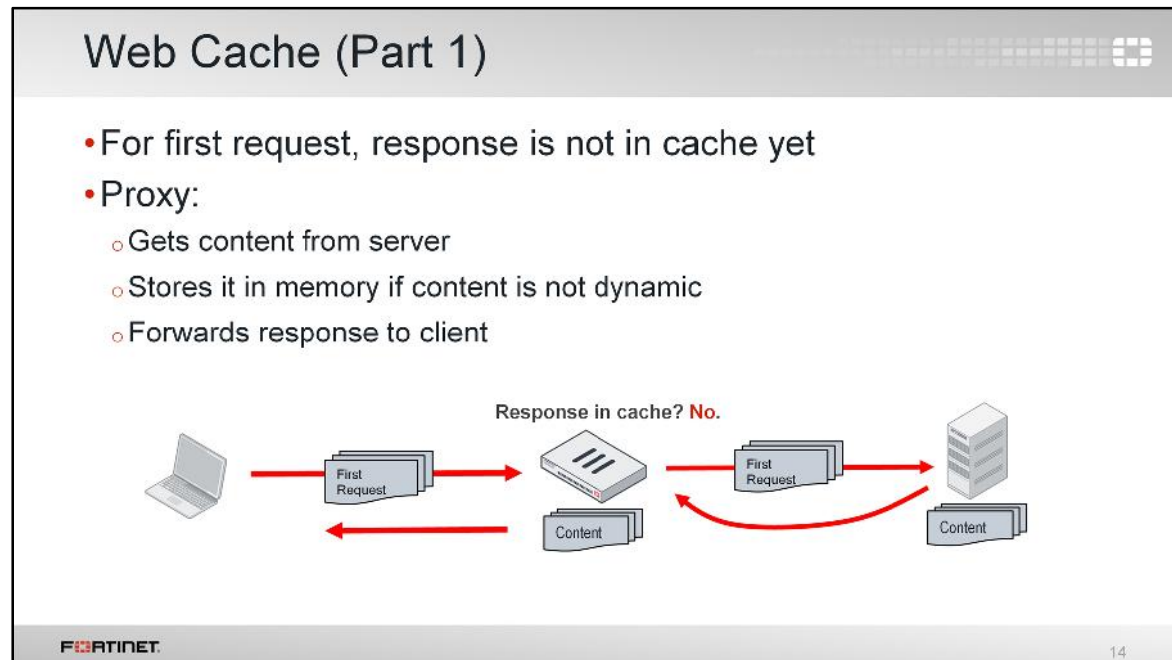 Web Cache (Part 1)
•For first request, response is not in cache yet
•Proxy:
o Gets content from server
o Stores it in memory if content is not dynamic
o Forwards response to client
Response in cache? No.
First
Request
First
Request
Content
Content
FORTINET.
14